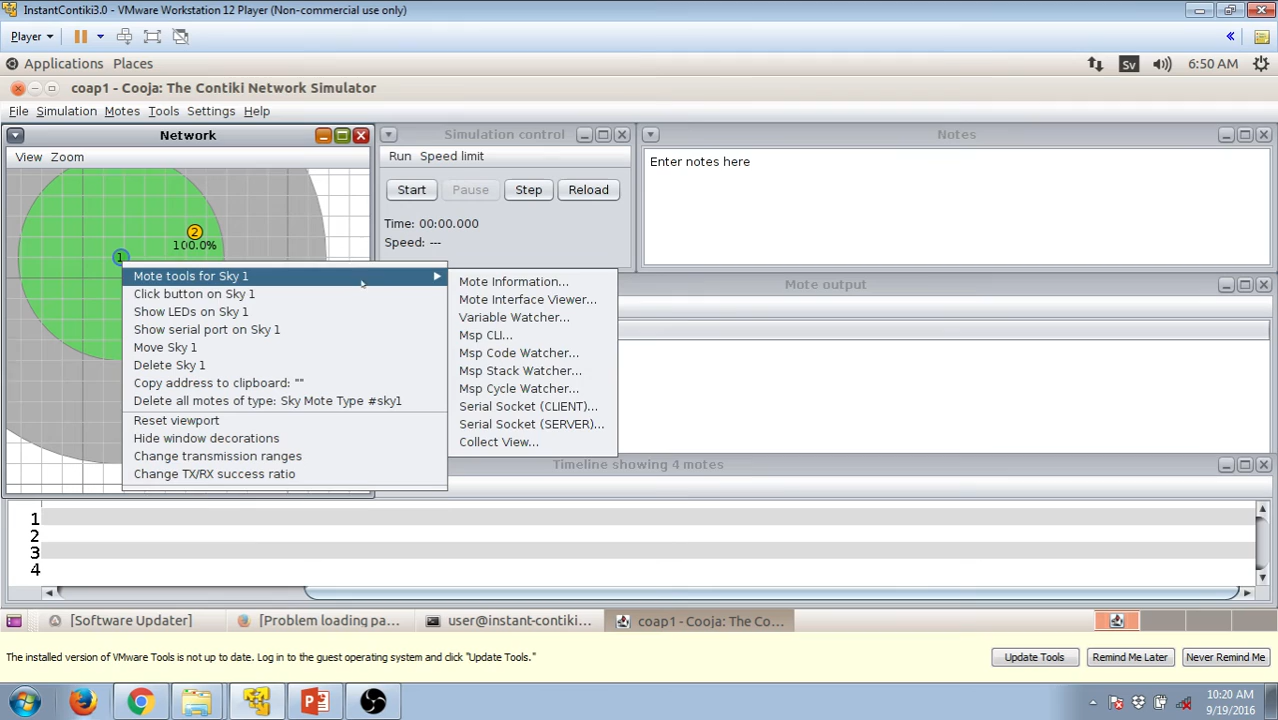 InstantContiki3.0 - VMware Workstation 12 Player (Non-commercial use only)
Player
Applications Places
Sv
6:50 AM
coap1 - Cooja: The Contiki Network Simulator
File Simulation Motes Tools Settings Help
Network
View Zoom
2
100.0%
1
Simulation control
Run Speed limit
Start Pause Step Reload
Time: 00:00.000
Speed: ---
Notes
Enter notes here
Mote output
Mote tools for Sky 1
Click button on Sky 1
Show LEDs on Sky 1
Show serial port on Sky 1
Move Sky 1
Delete Sky 1
Copy address to clipboard: ""
Delete all motes of type: Sky Mote Type #sky1
Reset viewport
Hide window decorations
Change transmission ranges
Change TX/RX success ratio
Mote Information...
Mote Interface Viewer...
Variable Watcher...
Msp CLI...
Msp Code Watcher...
Msp Stack Watcher...
Msp Cycle Watcher...
Serial Socket (CLIENT)...
Serial Socket (SERVER)...
Collect View...
Timeline showing 4 motes
1
2
3
4
[Software Updater]
[Problem loading pa...
user@instant-contiki...
coap1 - Cooja: The Co...
The installed version of VMware Tools is not up to date. Log in to the guest operating system and click "Update Tools."
Update Tools
Remind Me Later
Never Remind Me
10:20 AM
9/19/2016